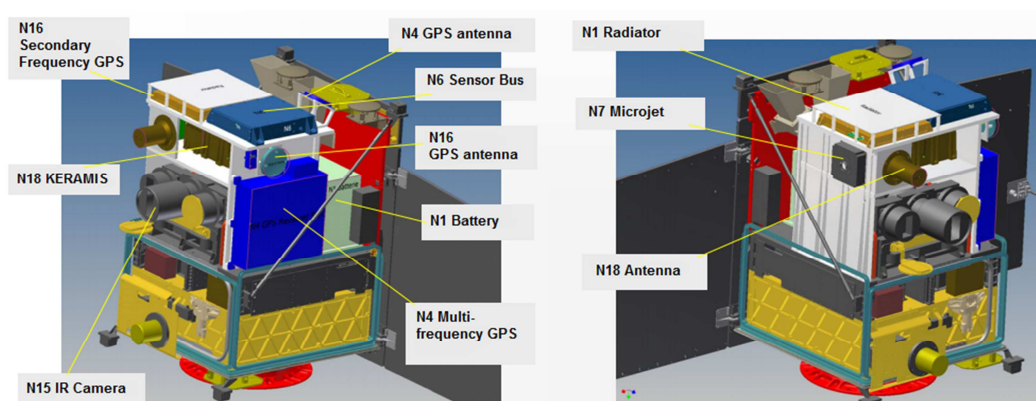 N16
Secondary
Frequency GPS
N4 GPS antenna
N6 Sensor Bus
N16
GPS antenna
N18 KERAMIS
N1 Battery
N4 Multi-
frequency GPS
N15 IR Camera
N1 Radiator
N7 Microjet
N18 Antenna